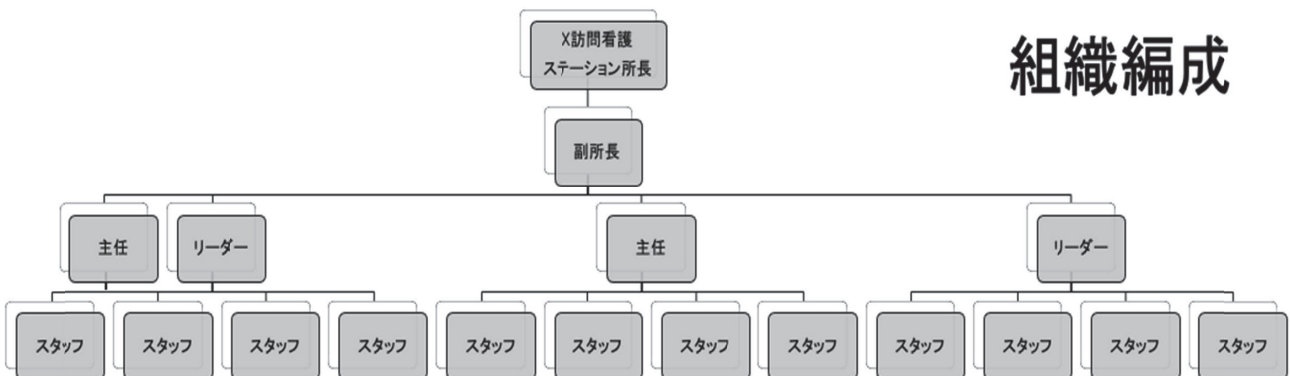 組織編成
X訪問看護
ステーション所長
副所長
主任
リーダー
主任
リーダー
スタッフ
スタッフ
スタッフ
スタッフ
スタッフ
スタッフ
スタッフ
スタッフ
スタッフ
スタッフ
スタッフ
スタッフ